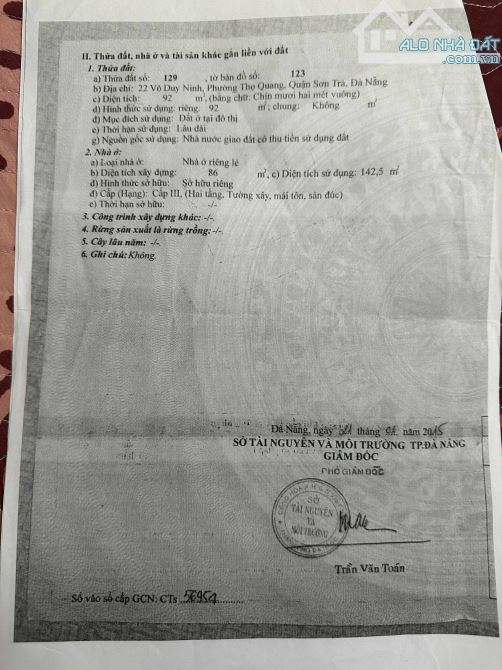 ALO NHÀ ĐẤT
.com.vn
II. Thửa đất, nhà ở và tài sản khác gắn liền với đất
1. Thửa đất:
a) Thửa đất số: 129 , tờ bản đồ số: 123
b) Địa chỉ: 22 Võ Duy Ninh, Phường Thọ Quang, Quận Sơn Trà, Đà Nẵng
c) Diện tích: 92 m², (bằng chữ: Chín mươi hai mét vuông)
d) Hình thức sử dụng: riêng: 92 m²; chung: Không m²
đ) Mục đích sử dụng: Đất ở tại đô thị
e) Thời hạn sử dụng: Lâu dài
g) Nguồn gốc sử dụng: Nhà nước giao đất có thu tiền sử dụng đất
2. Nhà ở:
a) Loại nhà ở: Nhà ở riêng lẻ
b) Diện tích xây dựng: 86 m², c) Diện tích sử dụng: 142,5 m²
d) Hình thức sở hữu: Sở hữu riêng
đ) Cấp (Hạng): Cấp III, (Hai tầng, Tường xây, mái tôn, sàn đúc)
e) Thời hạn sở hữu: -/-
3. Công trình xây dựng khác: -/-
4. Rừng sản xuất là rừng trồng: -/-
5. Cây lâu năm: -/-
6. Ghi chú: Không.
Đà Nẵng, ngày tháng năm 2015
SỞ TÀI NGUYÊN VÀ MÔI TRƯỜNG TP.ĐÀ NẴNG
GIÁM ĐỐC
PHÓ GIÁM ĐỐC
SỞ
TÀI NGUYÊN
VÀ
MÔI TRƯỜNG
Trần Văn Toán
Số vào sổ cấp GCN: CTs 56954